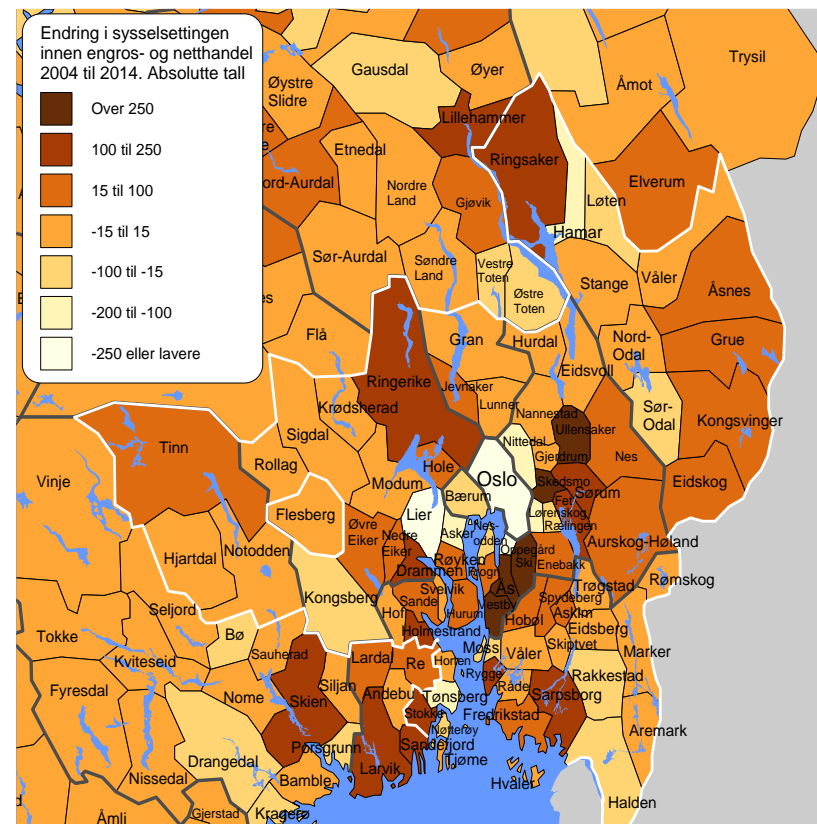 Endring i sysselsettingen
innen engros- og netthandel
2004 til 2014. Absolutte tall
Over 250
100 til 250
15 til 100
-15 til 15
-100 til -15
-200 til -100
-250 eller lavere
Trysil
Øyer
Gausdal
Åmot
Øystre
Slidre
Lillehammer
Etnedal
Ringsaker
ord-Aurdal
Nordre
Land
Elverum
Gjøvik
Løten
Hamar
Sør-Aurdal
Søndre
Land
Vestre
Toten
Østre
Toten
Stange
Våler
Åsnes
Flå
Gran
Hurdal
Nord-
Odal
Grue
Eidsvoll
Ringerike
Jevnaker
Krødsherad
Lunner
Nannestad
Sør-
Odal
Kongsvinger
Ullensaker
Sigdal
Nittedal
Tinn
Gjerdrum
Nes
Rollag
Hole
Vinje
Modum
Oslo
Skedsmo
Eidskog
Bærum
Sørum
Fet
Flesberg
Lier
Lørenskog
Øvre
Eiker
Nedre
Eiker
Asker
Nes-
odden
Rælingen
Aurskog-Høland
Hjartdal
Notodden
Oppegård
Røyken
Ski
Enebakk
Drammen
Frogn
Rømskog
Trøgstad
Kongsberg
Svelvik
Ås
Spydeberg
Sande
Vestby
Seljord
Hof
Hurum
Hobøl
Askim
Bø
Holmestrand
Eidsberg
Tokke
Skiptvet
Sauherad
Moss
Våler
Marker
Kviteseid
Lardal
Re
Horten
Rygge
Rakkestad
Fyresdal
Nome
Siljan
Andebu
Tønsberg
Råde
Sarpsborg
Skien
Stokke
Fredrikstad
Aremark
Nøtterøy
Porsgrunn
Sandefjord
Drangedal
Tjøme
Larvik
Nissedal
Bamble
Hvaler
Halden
Åmli
Gjerstad
Kragerø